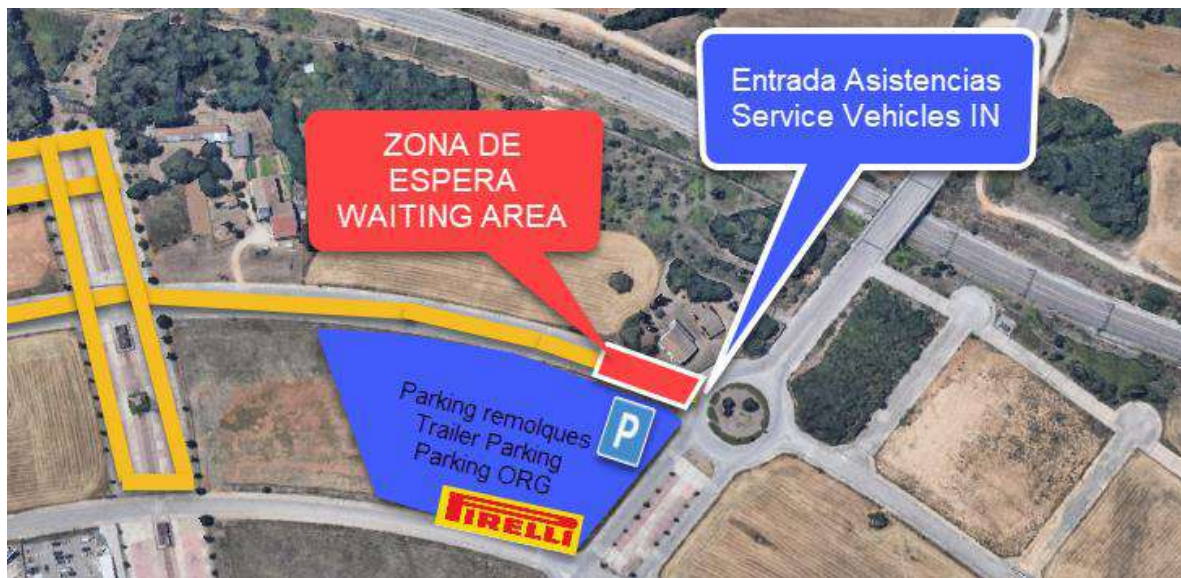 Entrada Asistencias
Service Vehicles IN
ZONA DE
ESPERA
WAITING AREA
Parking remolques
Trailer Parking
Parking ORG
P
PIRELLI